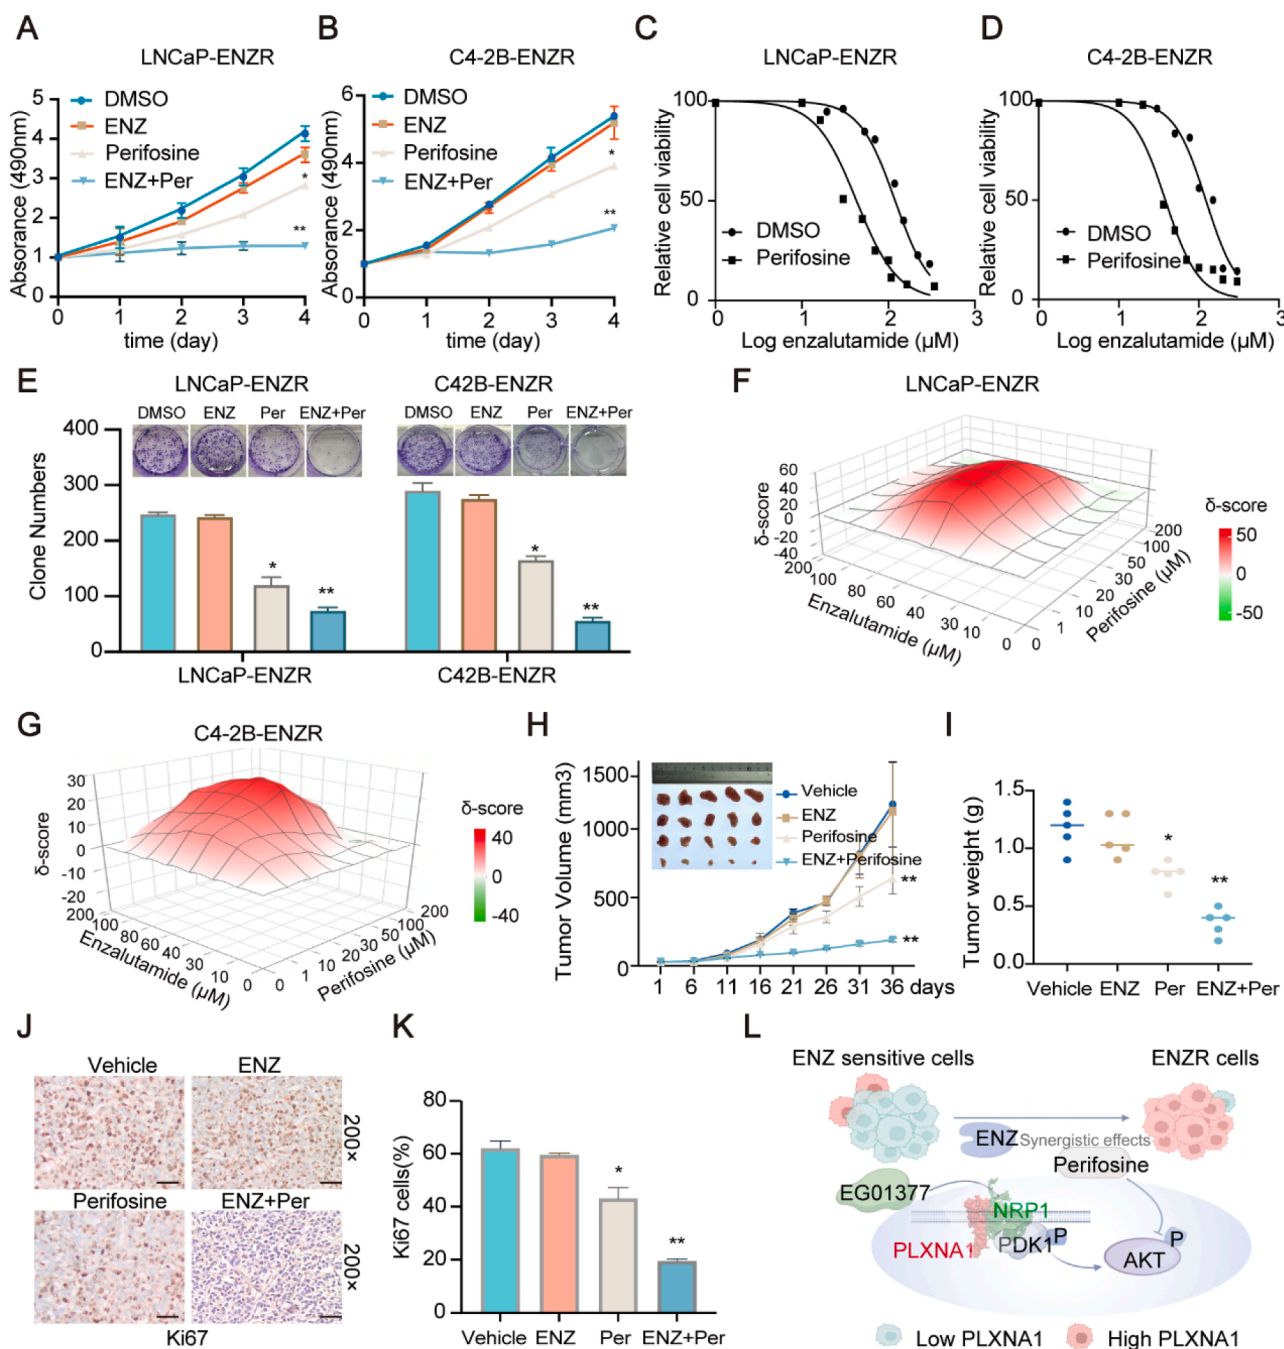 A
LNCaP-ENZR
Absorance (490nm)
5
4
3
2
1
0
DMSO
ENZ
Perifosine
ENZ+Per
*
**
0 1 2 3 4
time (day)
B
C4-2B-ENZR
Absorance (490nm)
6
4
2
0
DMSO
ENZ
Perifosine
ENZ+Per
*
**
0 1 2 3 4
time (day)
C
LNCaP-ENZR
Relative cell viability
100
50
0
DMSO
Perifosine
0 1 2 3
Log enzalutamide (μM)
D
C4-2B-ENZR
Relative cell viability
100
50
0
DMSO
Perifosine
0 1 2 3
Log enzalutamide (μM)
E
LNCaP-ENZR C42B-ENZR
DMSO ENZ Per ENZ+Per DMSO ENZ Per ENZ+Per
Clone Numbers
400
300
200
100
0
* ** * **
LNCaP-ENZR C42B-ENZR
F
LNCaP-ENZR
δ-score
60
40
20
0
-20
-40
200 100 80 60 40 30 10 0
Enzalutamide (μM)
0 1 10 20 30 50 100 200
Perifosine (μM)
δ-score
50
0
-50
G
C4-2B-ENZR
δ-score
30
20
10
0
-10
-20
200 100 80 60 40 30 10 0
Enzalutamide (μM)
0 1 10 20 30 50 100 200
Perifosine (μM)
δ-score
40
0
-40
H
Tumor Volume (mm3)
1500
1000
500
0
Vehicle
ENZ
Perifosine
ENZ+Perifosine
**
**
1 6 11 16 21 26 31 36 days
I
Tumor weight (g)
1.5
1.0
0.5
0.0
*
**
Vehicle ENZ Per ENZ+Per
J
Vehicle ENZ
200×
Perifosine ENZ+Per
200×
Ki67
K
Ki67 cells(%)
80
60
40
20
0
*
**
Vehicle ENZ Per ENZ+Per
L
ENZ sensitive cells ENZR cells
ENZ Synergistic effects
Perifosine
EG01377
NRP1
PLXNA1
PDK1
P
P
AKT
Low PLXNA1 High PLXNA1